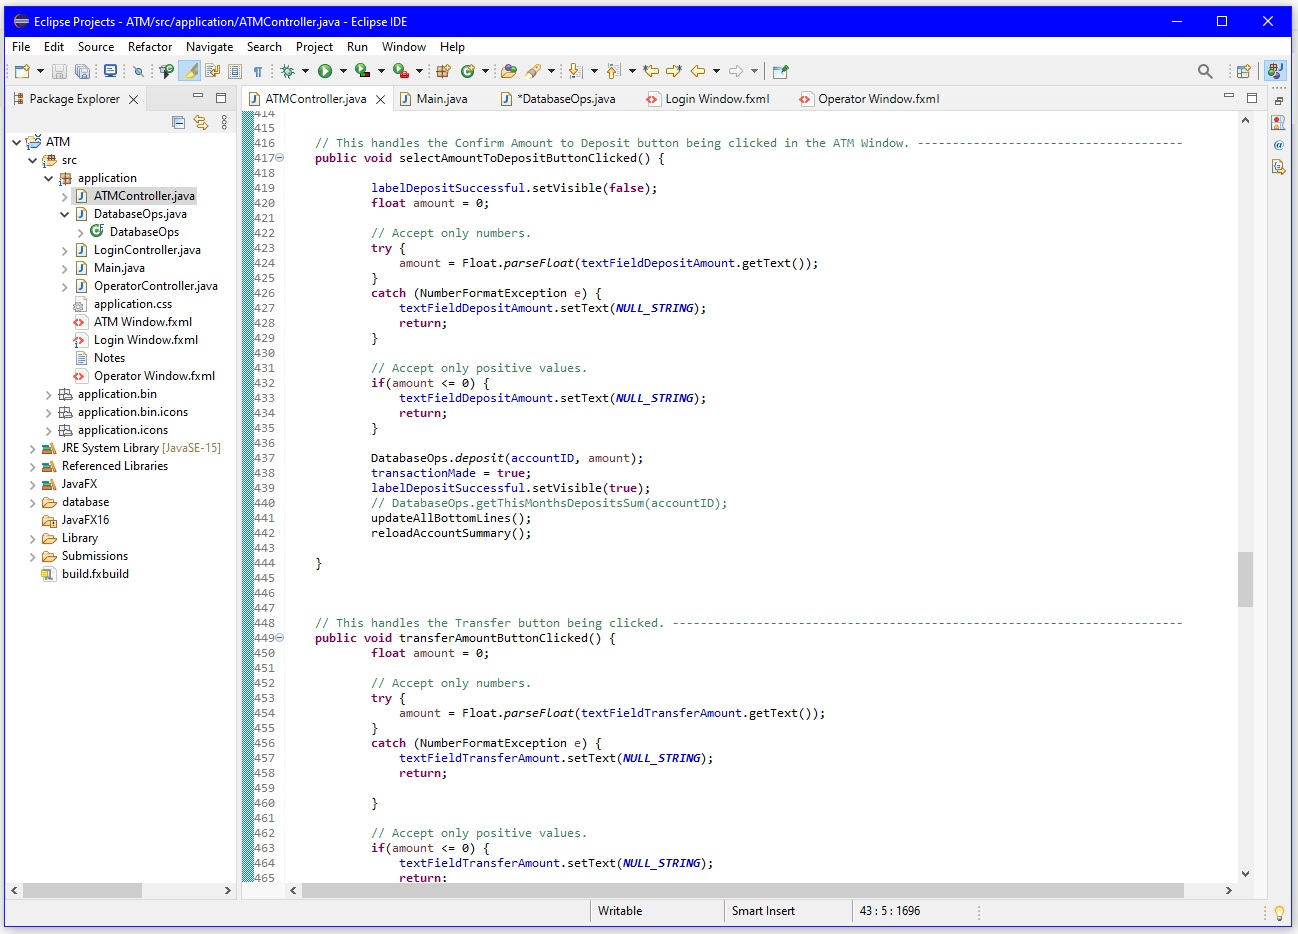 Eclipse Projects - ATM/src/application/ATMController.java - Eclipse IDE
File Edit Source Refactor Navigate Search Project Run Window Help
Package Explorer
ATMController.java Main.java *DatabaseOps.java Login Window.fxml Operator Window.fxml
ATM
src
application
ATMController.java
DatabaseOps.java
DatabaseOps
LoginController.java
Main.java
OperatorController.java
application.css
ATM Window.fxml
Login Window.fxml
Notes
Operator Window.fxml
application.bin
application.bin.icons
application.icons
JRE System Library [JavaSE-15]
Referenced Libraries
JavaFX
database
JavaFX16
Library
Submissions
build.fxbuild
414
415
416 // This handles the Confirm Amount to Deposit button being clicked in the ATM Window. --------------------------------------
417 public void selectAmountToDepositButtonClicked() {
418
419 labelDepositSuccessful.setVisible(false);
420 float amount = 0;
421
422 // Accept only numbers.
423 try {
424 amount = Float.parseFloat(textFieldDepositAmount.getText());
425 }
426 catch (NumberFormatException e) {
427 textFieldDepositAmount.setText(NULL_STRING);
428 return;
429 }
430
431 // Accept only positive values.
432 if(amount <= 0) {
433 textFieldDepositAmount.setText(NULL_STRING);
434 return;
435 }
436
437 DatabaseOps.deposit(accountID, amount);
438 transactionMade = true;
439 labelDepositSuccessful.setVisible(true);
440 // DatabaseOps.getThisMonthsDepositsSum(accountID);
441 updateAllBottomLines();
442 reloadAccountSummary();
443
444 }
445
446
447
448 // This handles the Transfer button being clicked. -------------------------------------------------------------------------
449 public void transferAmountButtonClicked() {
450 float amount = 0;
451
452 // Accept only numbers.
453 try {
454 amount = Float.parseFloat(textFieldTransferAmount.getText());
455 }
456 catch (NumberFormatException e) {
457 textFieldTransferAmount.setText(NULL_STRING);
458 return;
459
460 }
461
462 // Accept only positive values.
463 if(amount <= 0) {
464 textFieldTransferAmount.setText(NULL_STRING);
465 return;
Writable Smart Insert 43 : 5 : 1696